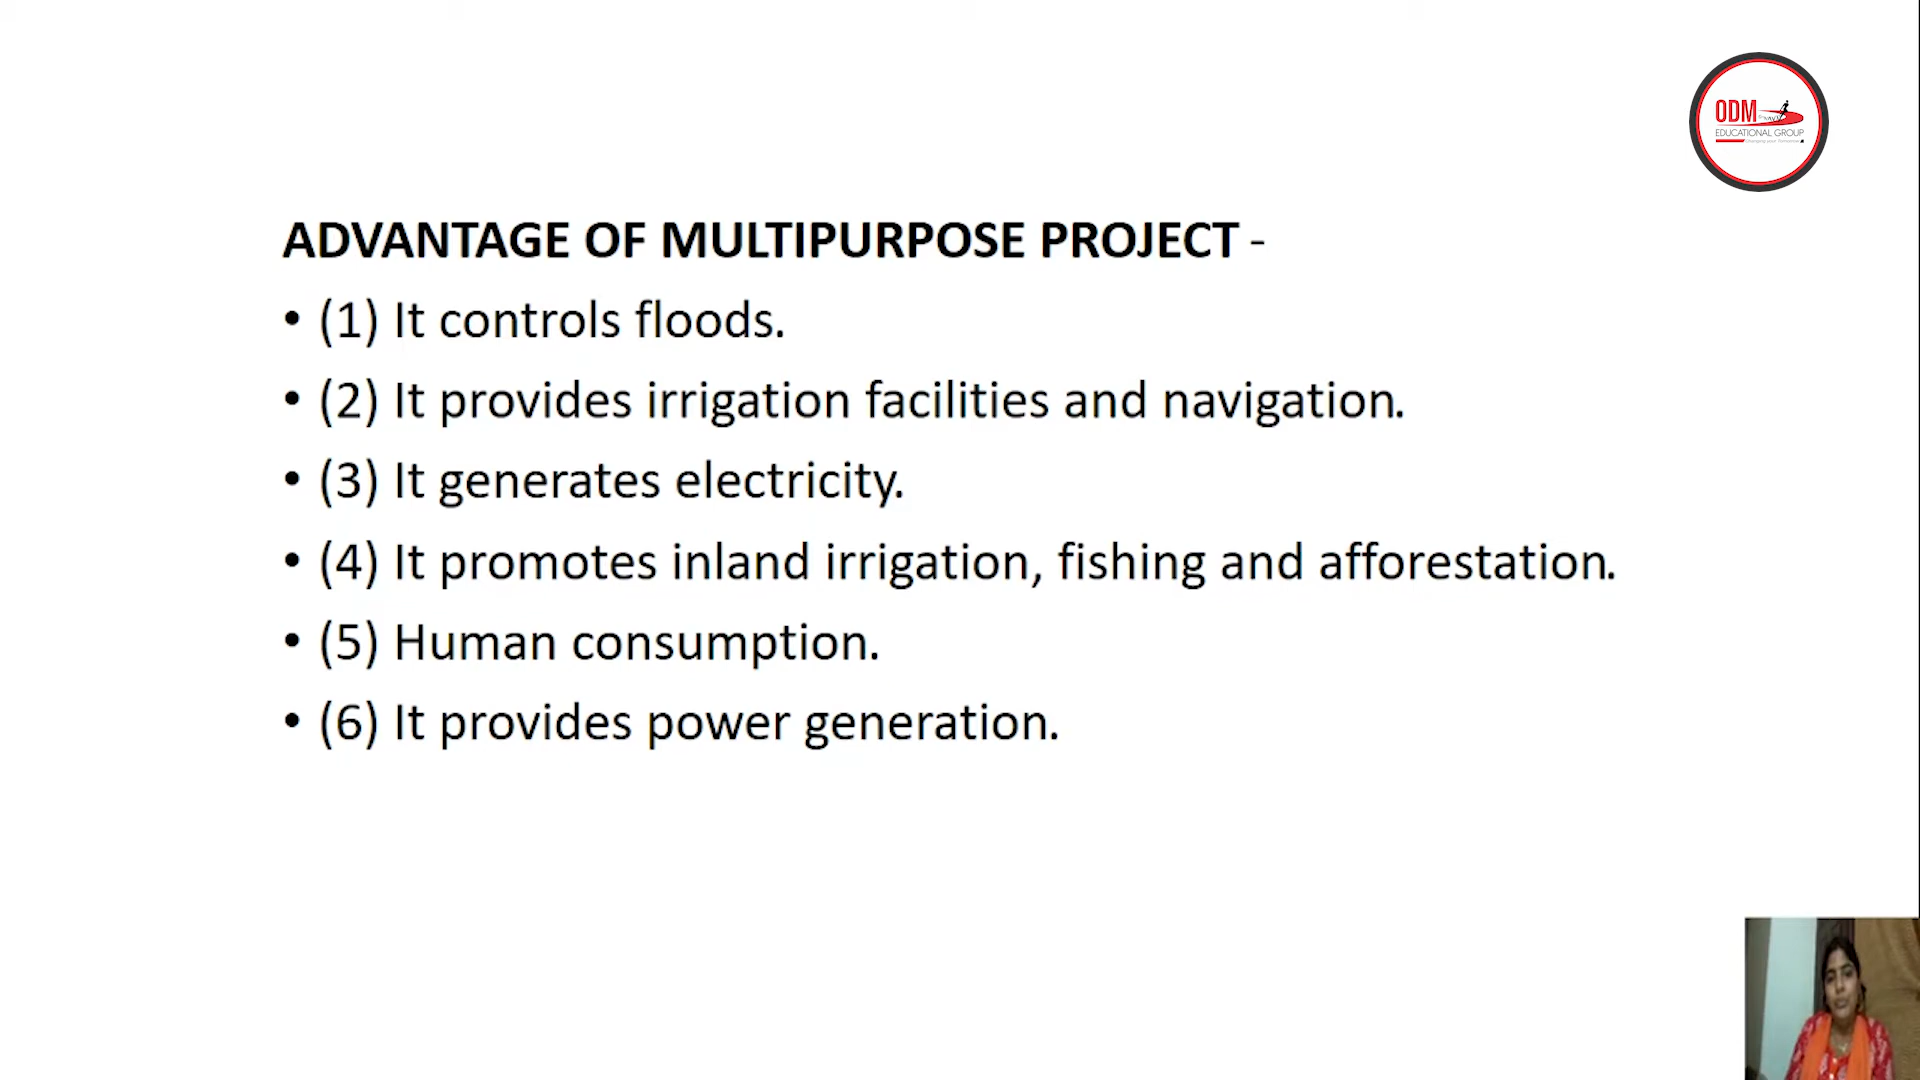 ODM
EDUCATIONAL GROUP
ADVANTAGE OF MULTIPURPOSE PROJECT -
• (1) It controls floods.
• (2) It provides irrigation facilities and navigation.
• (3) It generates electricity.
• (4) It promotes inland irrigation, fishing and afforestation.
• (5) Human consumption.
• (6) It provides power generation.